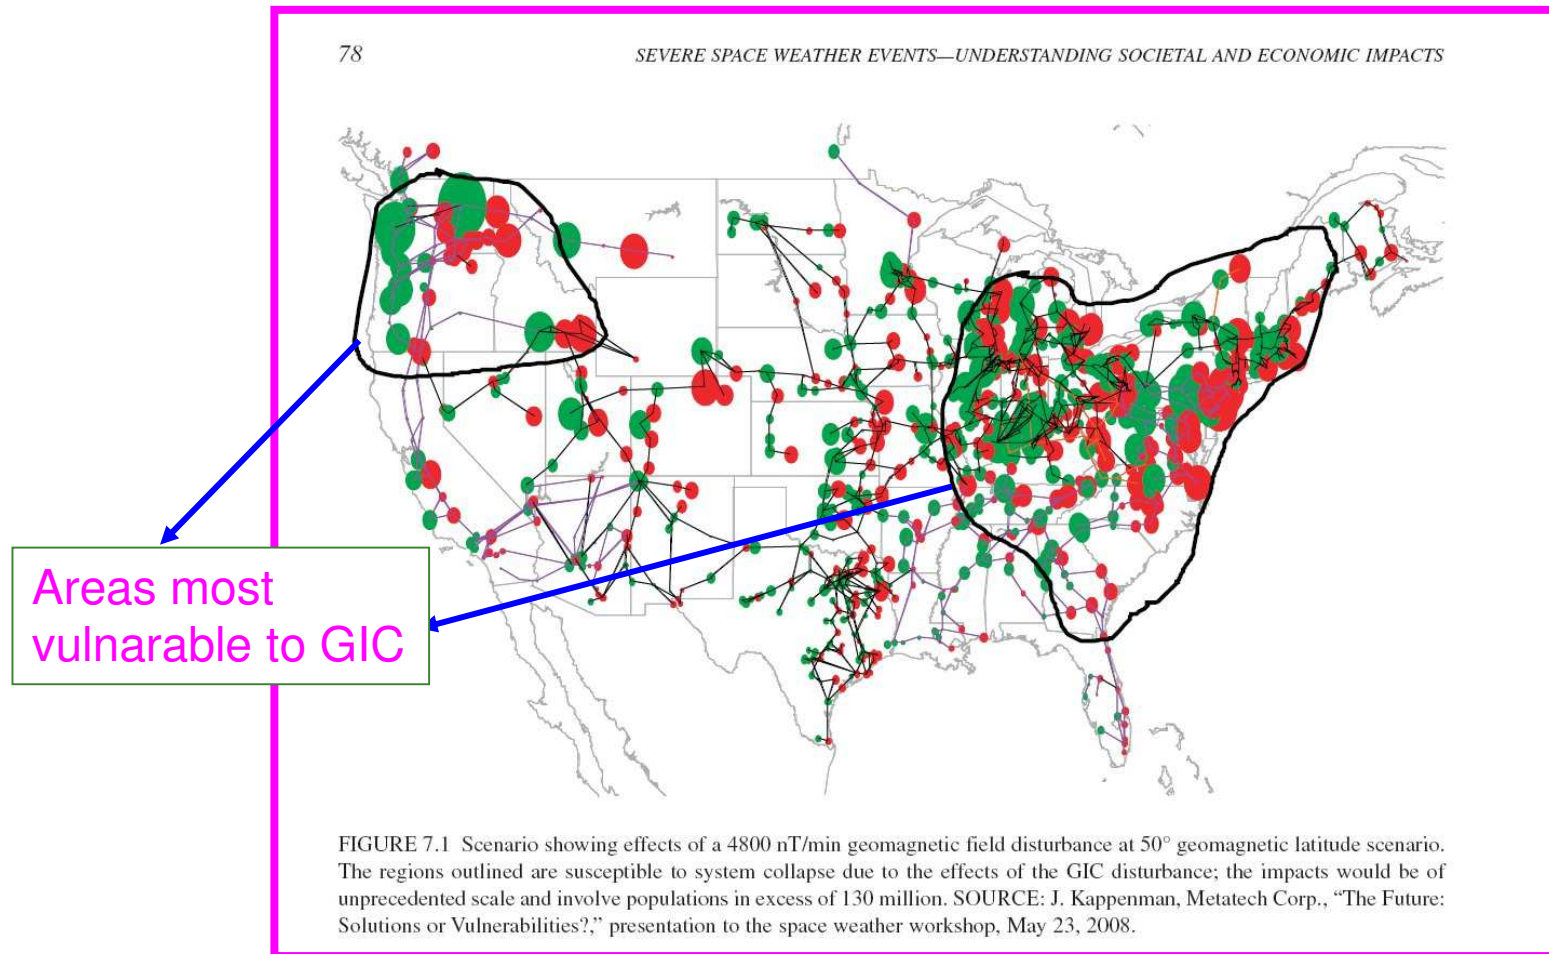 78
SEVERE SPACE WEATHER EVENTS—UNDERSTANDING SOCIETAL AND ECONOMIC IMPACTS
Areas most
vulnarable to GIC
FIGURE 7.1 Scenario showing effects of a 4800 nT/min geomagnetic field disturbance at 50° geomagnetic latitude scenario.
The regions outlined are susceptible to system collapse due to the effects of the GIC disturbance; the impacts would be of
unprecedented scale and involve populations in excess of 130 million. SOURCE: J. Kappenman, Metatech Corp., “The Future:
Solutions or Vulnerabilities?,” presentation to the space weather workshop, May 23, 2008.